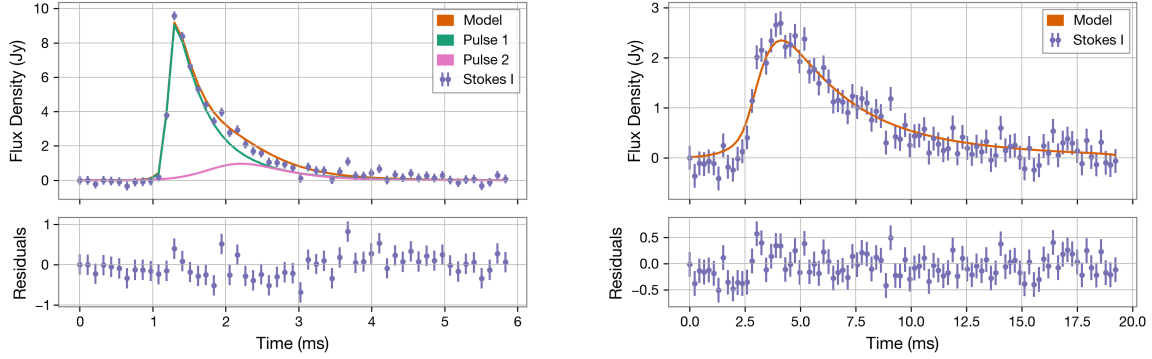 Flux Density (Jy)
10
8
6
4
2
0
Model
Pulse 1
Pulse 2
Stokes I
Residuals
1
0
−1
0 1 2 3 4 5 6
Time (ms)
Flux Density (Jy)
3
2
1
0
Model
Stokes I
Residuals
0.5
0.0
−0.5
0.0 2.5 5.0 7.5 10.0 12.5 15.0 17.5 20.0
Time (ms)